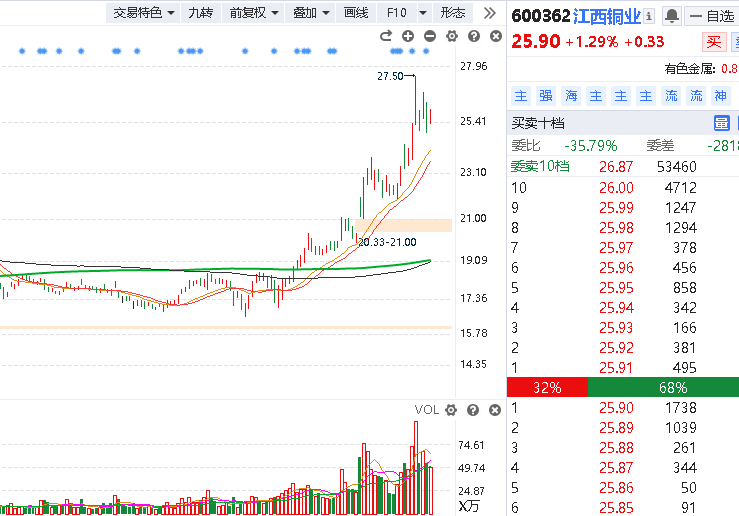 交易特色 九转 前复权 叠加 画线 F10 形态
600362 江西铜业 自选
25.90 +1.29% +0.33 买
有色金属: 0.8
主 强 海 主 主 主 流 流 神
买卖十档 量
委比 -35.79% 委差 -2818
委卖10档 26.87 53460
10 26.00 4712
9 25.99 1247
8 25.98 1294
7 25.97 378
6 25.96 456
5 25.95 858
4 25.94 342
3 25.93 166
2 25.92 381
1 25.91 495
32% 68%
1 25.90 1738
2 25.89 1039
3 25.88 261
4 25.87 344
5 25.86 50
6 25.85 91
27.50
20.33-21.00
27.96
25.41
23.10
21.00
19.09
17.36
15.78
14.35
VOL
74.61
49.74
24.87
X万